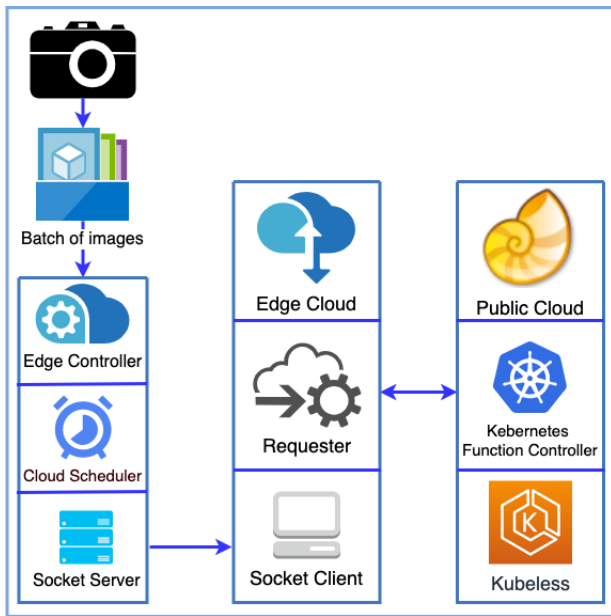 Batch of images
Edge Controller
Cloud Scheduler
Socket Server
Edge Cloud
Requester
Socket Client
Public Cloud
Kebernetes
Function Controller
K
Kubeless